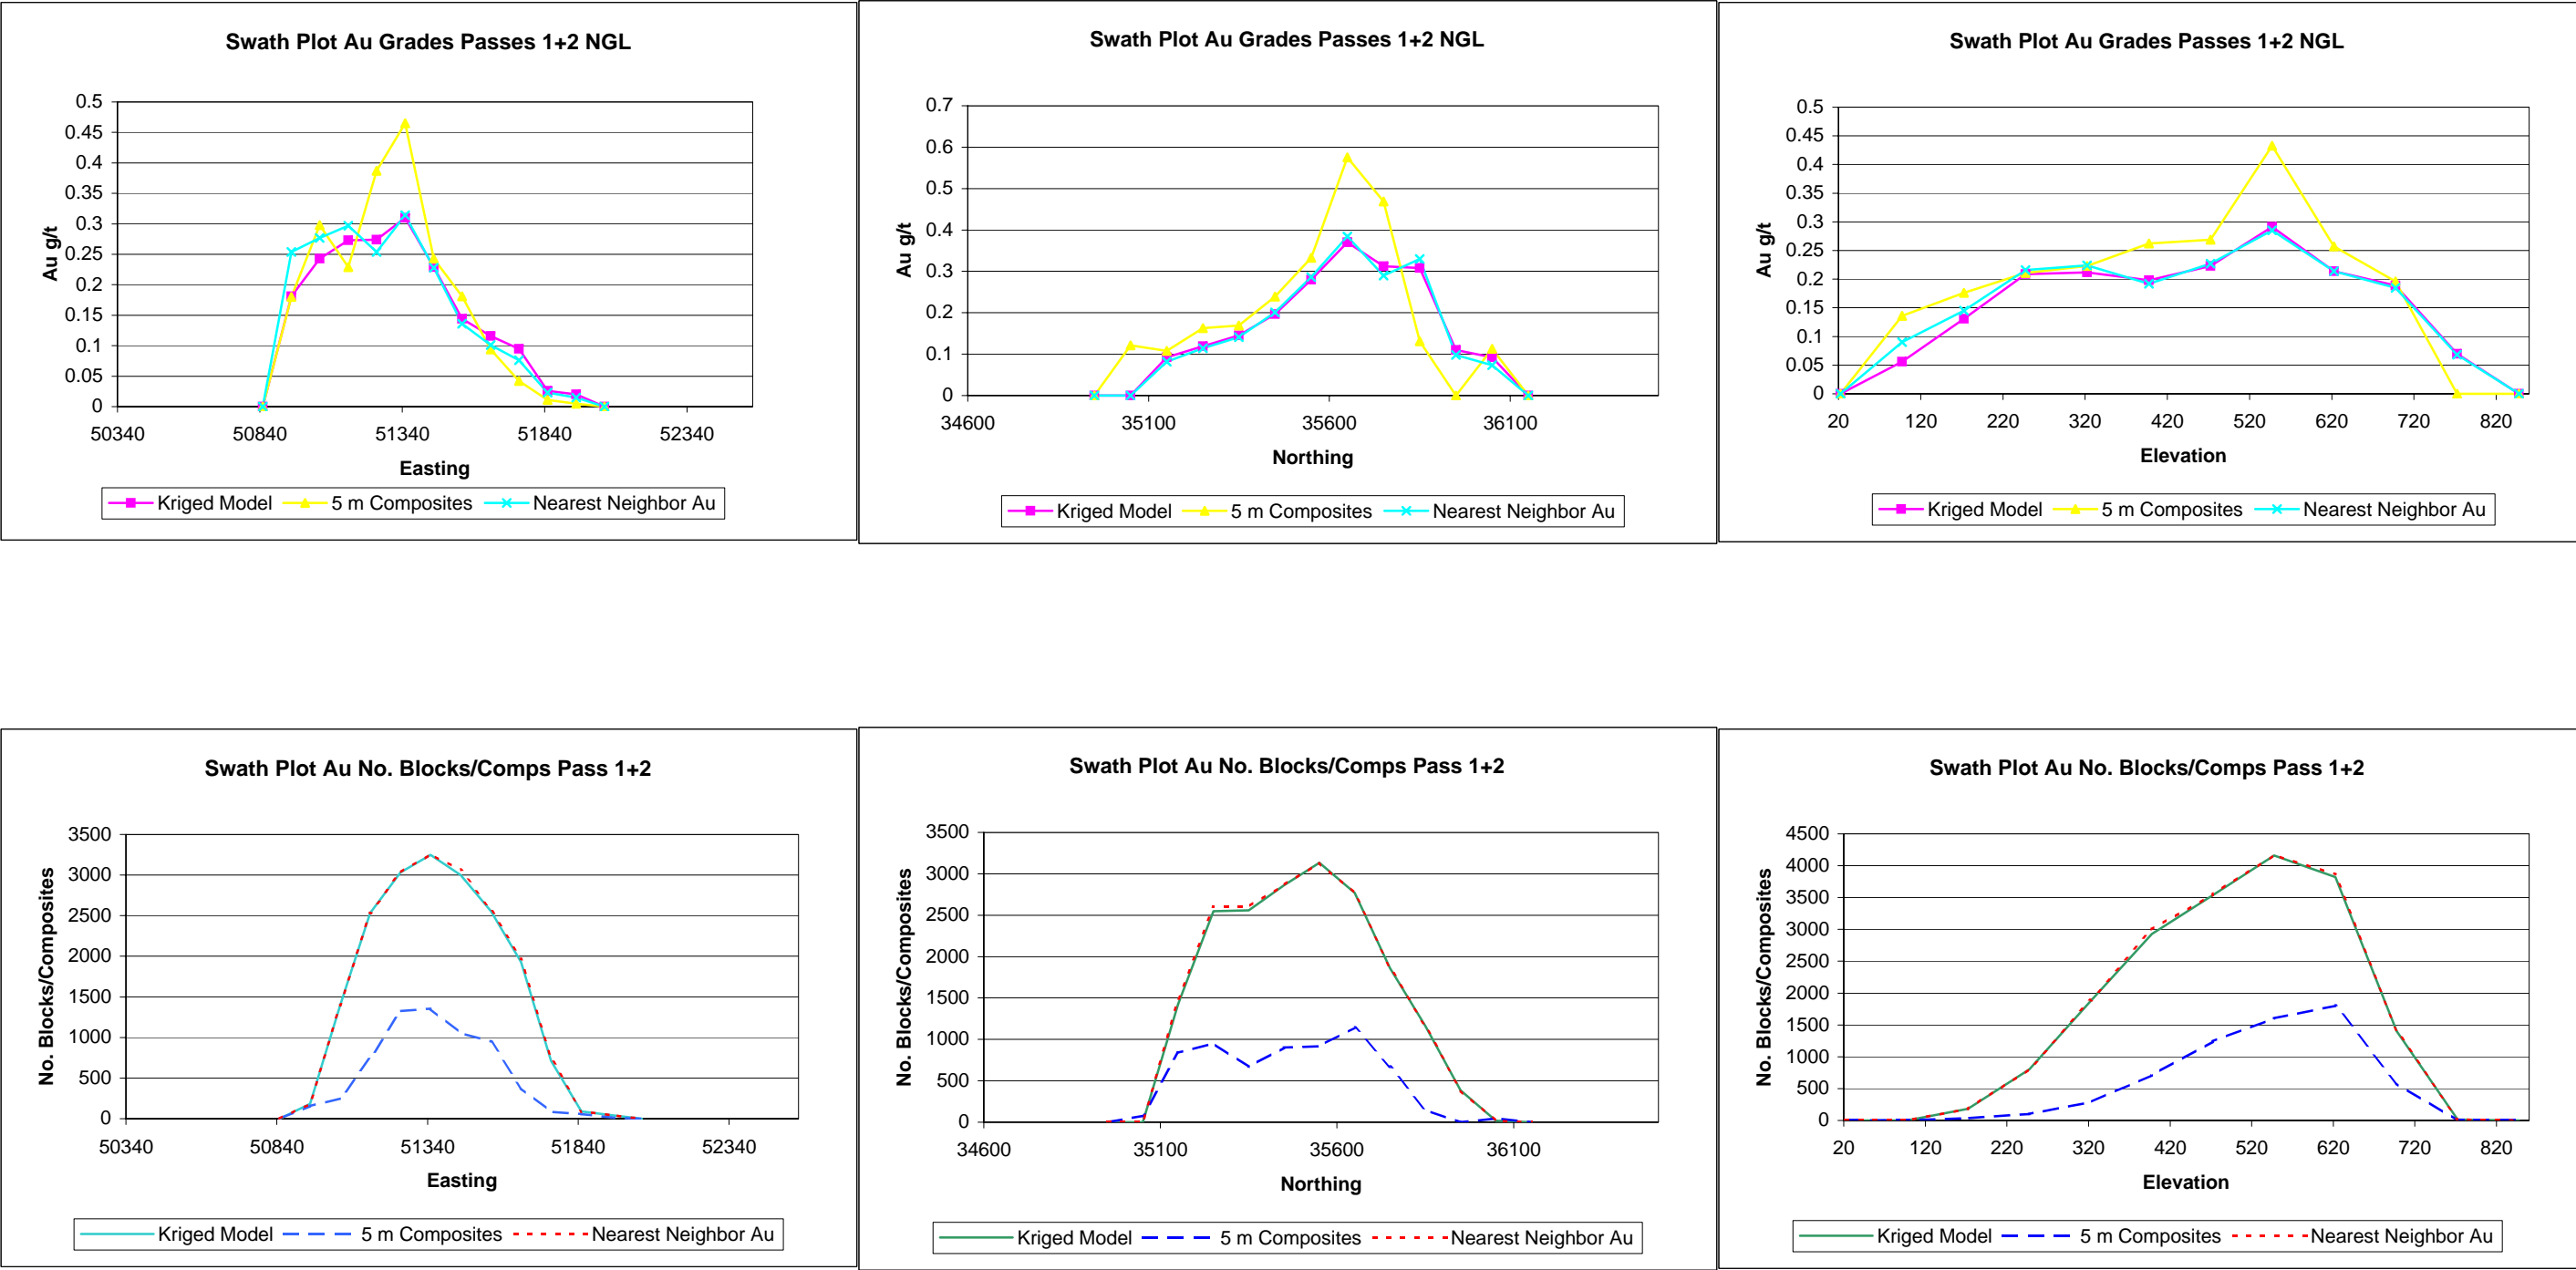 Swath Plot Au Grades Passes 1+2 NGL
0.5
0.45
0.4
0.35
0.3
0.25
0.2
0.15
0.1
0.05
0
Au g/t
50340 50840 51340 51840 52340
Easting
Kriged Model 5 m Composites Nearest Neighbor Au
Swath Plot Au Grades Passes 1+2 NGL
0.7
0.6
0.5
0.4
0.3
0.2
0.1
0
Au g/t
34600 35100 35600 36100
Northing
Kriged Model 5 m Composites Nearest Neighbor Au
Swath Plot Au Grades Passes 1+2 NGL
0.5
0.45
0.4
0.35
0.3
0.25
0.2
0.15
0.1
0.05
0
Au g/t
20 120 220 320 420 520 620 720 820
Elevation
Kriged Model 5 m Composites Nearest Neighbor Au
Swath Plot Au No. Blocks/Comps Pass 1+2
3500
3000
2500
2000
1500
1000
500
0
No. Blocks/Composites
50340 50840 51340 51840 52340
Easting
Kriged Model 5 m Composites Nearest Neighbor Au
Swath Plot Au No. Blocks/Comps Pass 1+2
3500
3000
2500
2000
1500
1000
500
0
No. Blocks/Composites
34600 35100 35600 36100
Northing
Kriged Model 5 m Composites Nearest Neighbor Au
Swath Plot Au No. Blocks/Comps Pass 1+2
4500
4000
3500
3000
2500
2000
1500
1000
500
0
No. Blocks/Composites
20 120 220 320 420 520 620 720 820
Elevation
Kriged Model 5 m Composites Nearest Neighbor Au